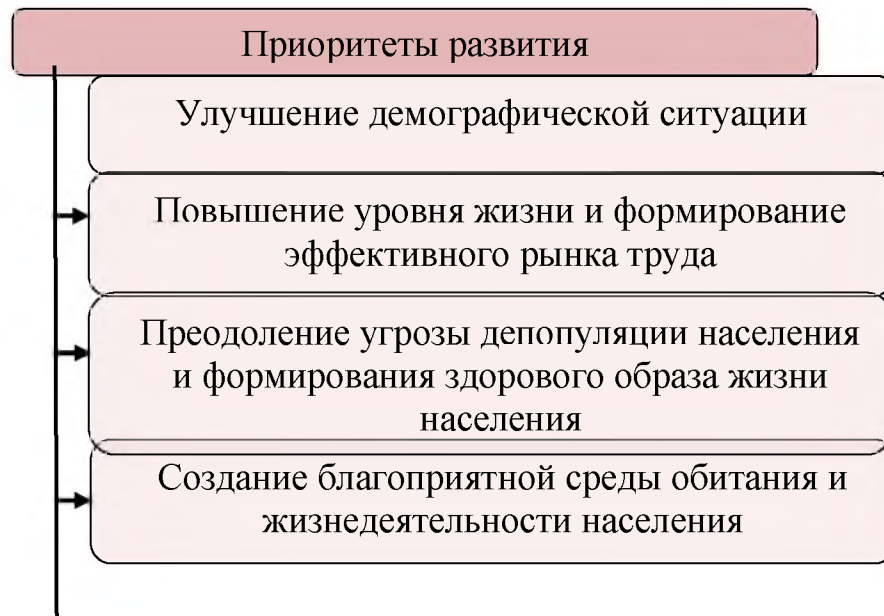 Приоритеты развития
Улучшение демографической ситуации
Повышение уровня жизни и формирование
эффективного рынка труда
Преодоление угрозы депопуляции населения
и формирования здорового образа жизни
населения
Создание благоприятной среды обитания и
жизнедеятельности населения